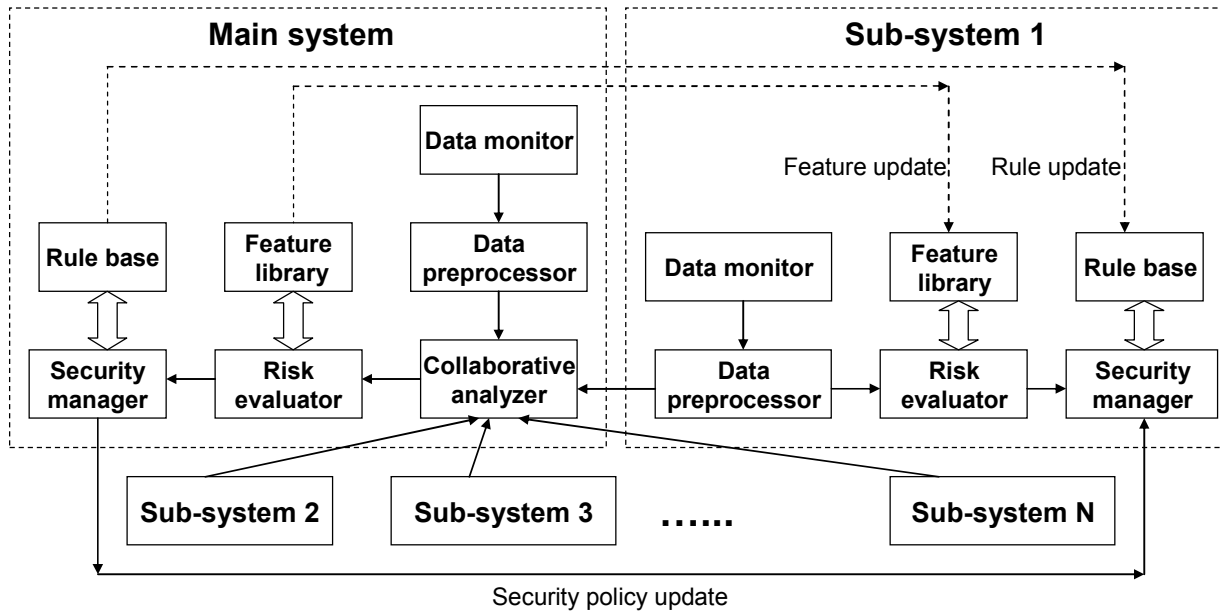 Main system
Sub-system 1
Data monitor
Feature update
Rule update
Rule base
Feature
library
Data
preprocessor
Data monitor
Feature
library
Rule base
Security
manager
Risk
evaluator
Collaborative
analyzer
Data
preprocessor
Risk
evaluator
Security
manager
Sub-system 2
Sub-system 3
…...
Sub-system N
Security policy update